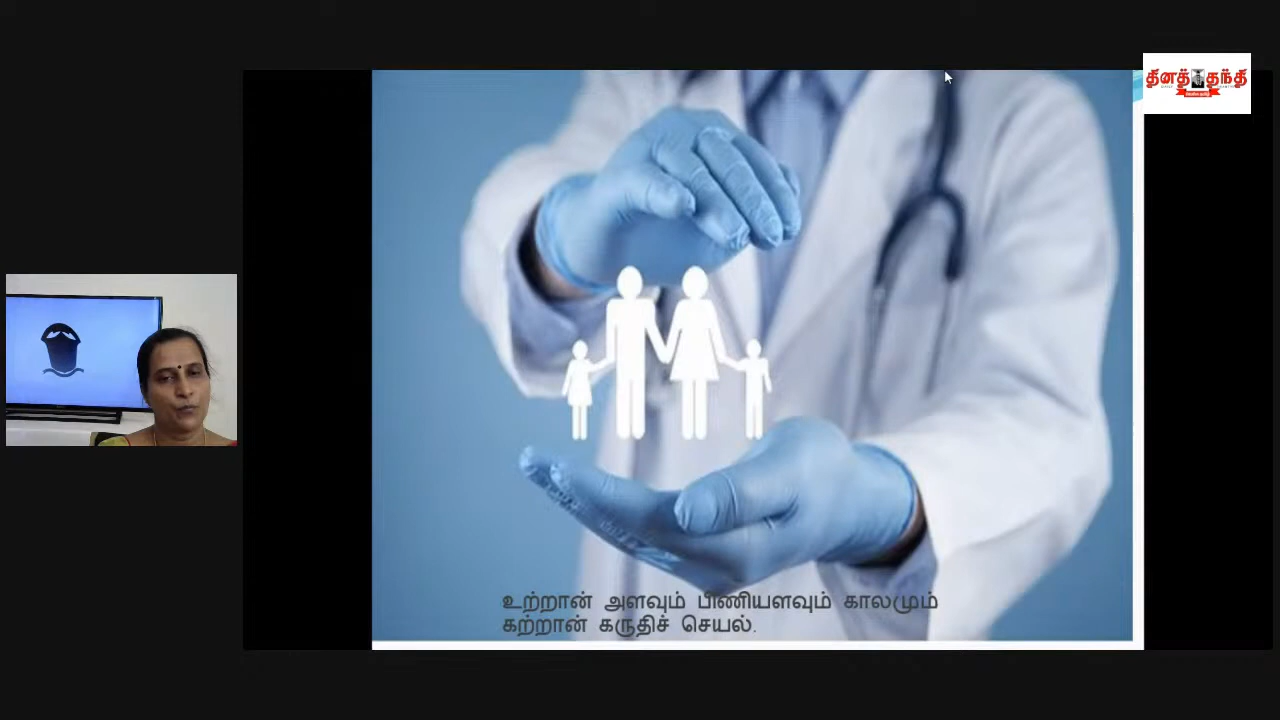 தினத்தந்தி
உற்றான் அளவும் பிணியளவும் காலமும்
கற்றான் கருதிச் செயல்.